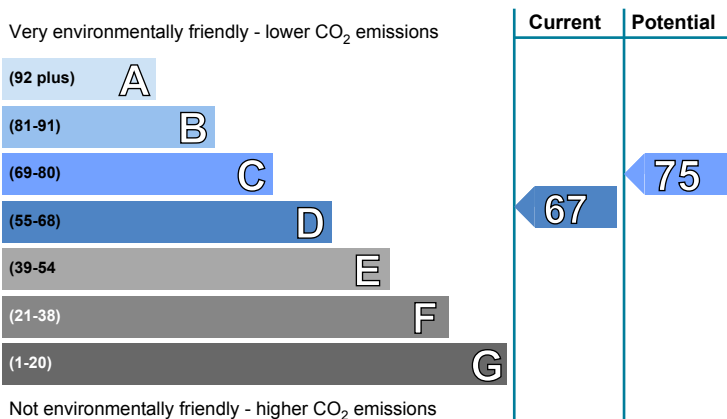 Very environmentally friendly - lower CO₂ emissions
Current
Potential
(92 plus) A
(81-91) B
(69-80) C
75
(55-68) D
67
(39-54 E
(21-38) F
(1-20) G
Not environmentally friendly - higher CO₂ emissions